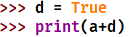 >>> d = True
>>> print(a+d)